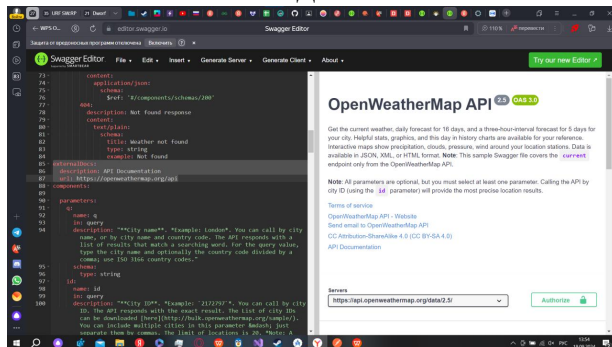 editor.swagger.io
Swagger Editor
110%
Защита от вредоносных программ отключена Включить
Swagger Editor
File
Edit
Insert
Generate Server
Generate Client
About
Try our new Editor
73 content:
74 application/json:
75 schema:
76 $ref: '#/components/schemas/200'
77 404:
78 description: Not found response
79 content:
80 text/plain:
81 schema:
82 title: Weather not found
83 type: string
84 example: Not found
85 externalDocs:
86 description: API Documentation
87 url: https://openweathermap.org/api
88 components:
89
90 parameters:
91 q:
92 name: q
93 in: query
94 description: "**City name**. *Example: London*. You can call by city
name, or by city name and country code. The API responds with a
list of results that match a searching word. For the query value,
type the city name and optionally the country code divided by a
comma; use ISO 3166 country codes."
95 schema:
96 type: string
97 id:
98 name: id
99 in: query
100 description: "**City ID**. *Example: `2172797`*. You can call by city
ID. The API responds with the exact result. The List of city IDs
can be downloaded [here](http://bulk.openweathermap.org/sample/).
You can include multiple cities in this parameter &mdash; just
separate them by commas. The limit of locations is 20. *Note: A
OpenWeatherMap API 2.5 OAS 3.0
Get the current weather, daily forecast for 16 days, and a three-hour-interval forecast for 5 days for
your city. Helpful stats, graphics, and this day in history charts are available for your reference.
Interactive maps show precipitation, clouds, pressure, wind around your location stations. Data is
available in JSON, XML, or HTML format. Note: This sample Swagger file covers the current
endpoint only from the OpenWeatherMap API.
Note: All parameters are optional, but you must select at least one parameter. Calling the API by
city ID (using the id parameter) will provide the most precise location results.
Terms of service
OpenWeatherMap API - Website
Send email to OpenWeatherMap API
CC Attribution-ShareAlike 4.0 (CC BY-SA 4.0)
API Documentation
Servers
https://api.openweathermap.org/data/2.5/
Authorize
13:54